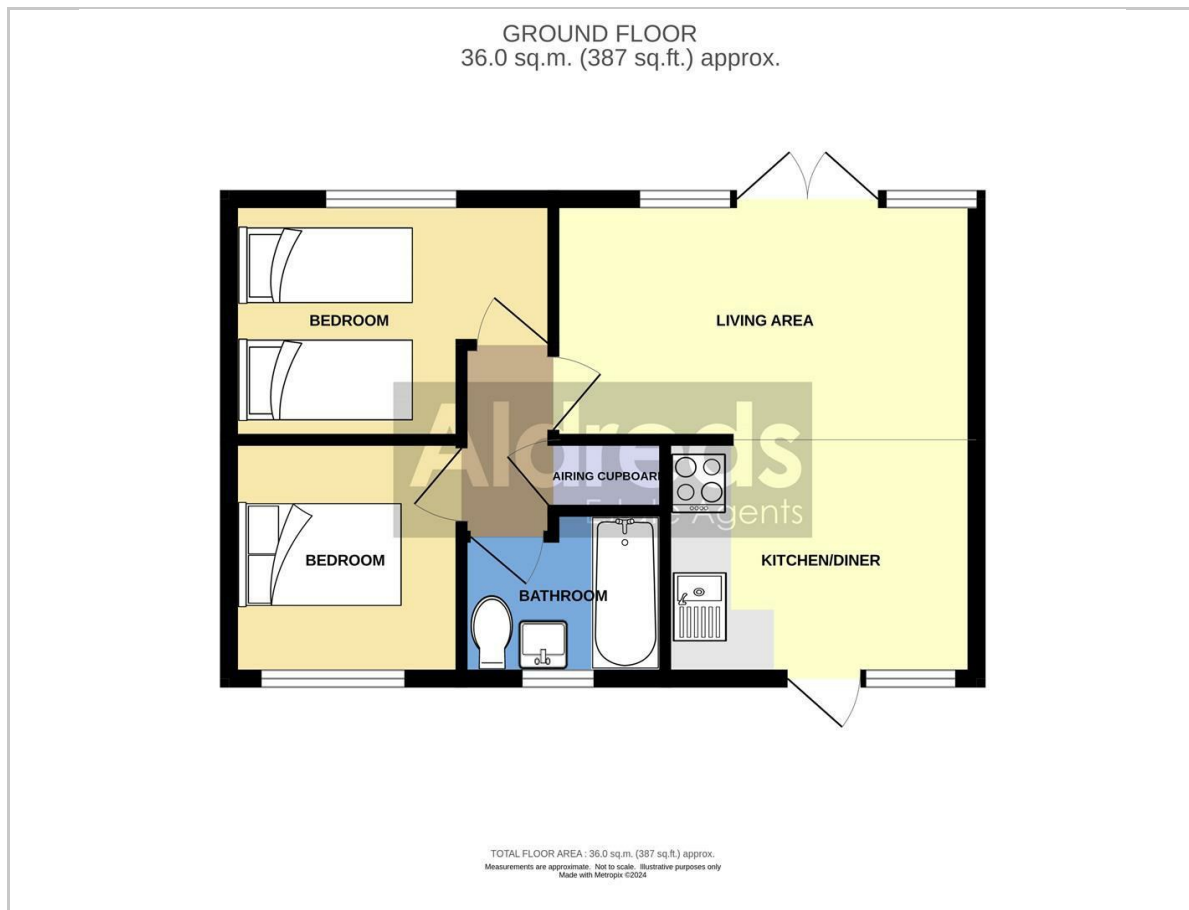 GROUND FLOOR
36.0 sq.m. (387 sq.ft.) approx.
BEDROOM
LIVING AREA
Aldreds
AIRING CUPBOARD
Estate Agents
BEDROOM
KITCHEN/DINER
BATHROOM
TOTAL FLOOR AREA : 36.0 sq.m. (387 sq.ft.) approx.
Measurements are approximate. Not to scale. Illustrative purposes only
Made with Metropix ©2024